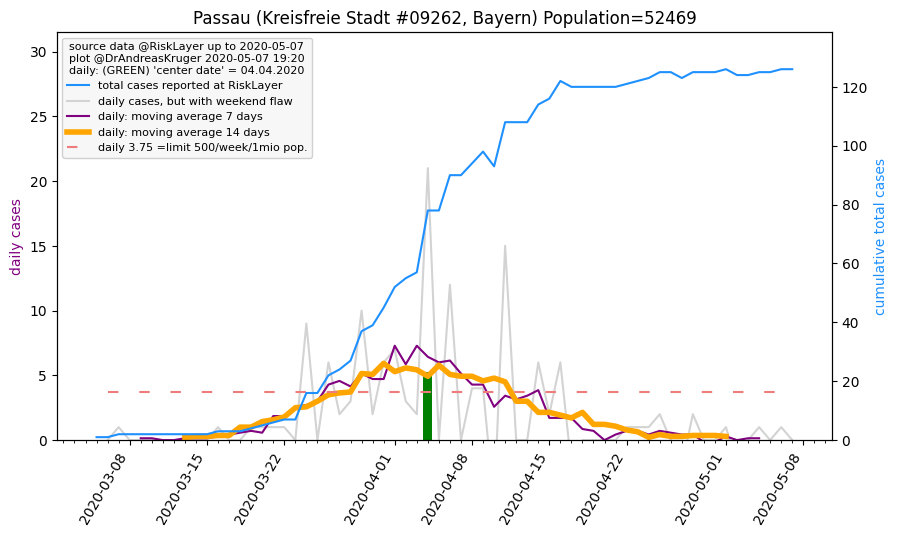 Passau (Kreisfreie Stadt #09262, Bayern) Population=52469
source data @RiskLayer up to 2020-05-07
plot @DrAndreasKruger 2020-05-07 19:20
daily: (GREEN) 'center date' = 04.04.2020
total cases reported at RiskLayer
daily cases, but with weekend flaw
daily: moving average 7 days
daily: moving average 14 days
daily 3.75 =limit 500/week/1mio pop.
daily cases
30
25
20
15
10
5
0
cumulative total cases
120
100
80
60
40
20
0
2020-03-08
2020-03-15
2020-03-22
2020-04-01
2020-04-08
2020-04-15
2020-04-22
2020-05-01
2020-05-08